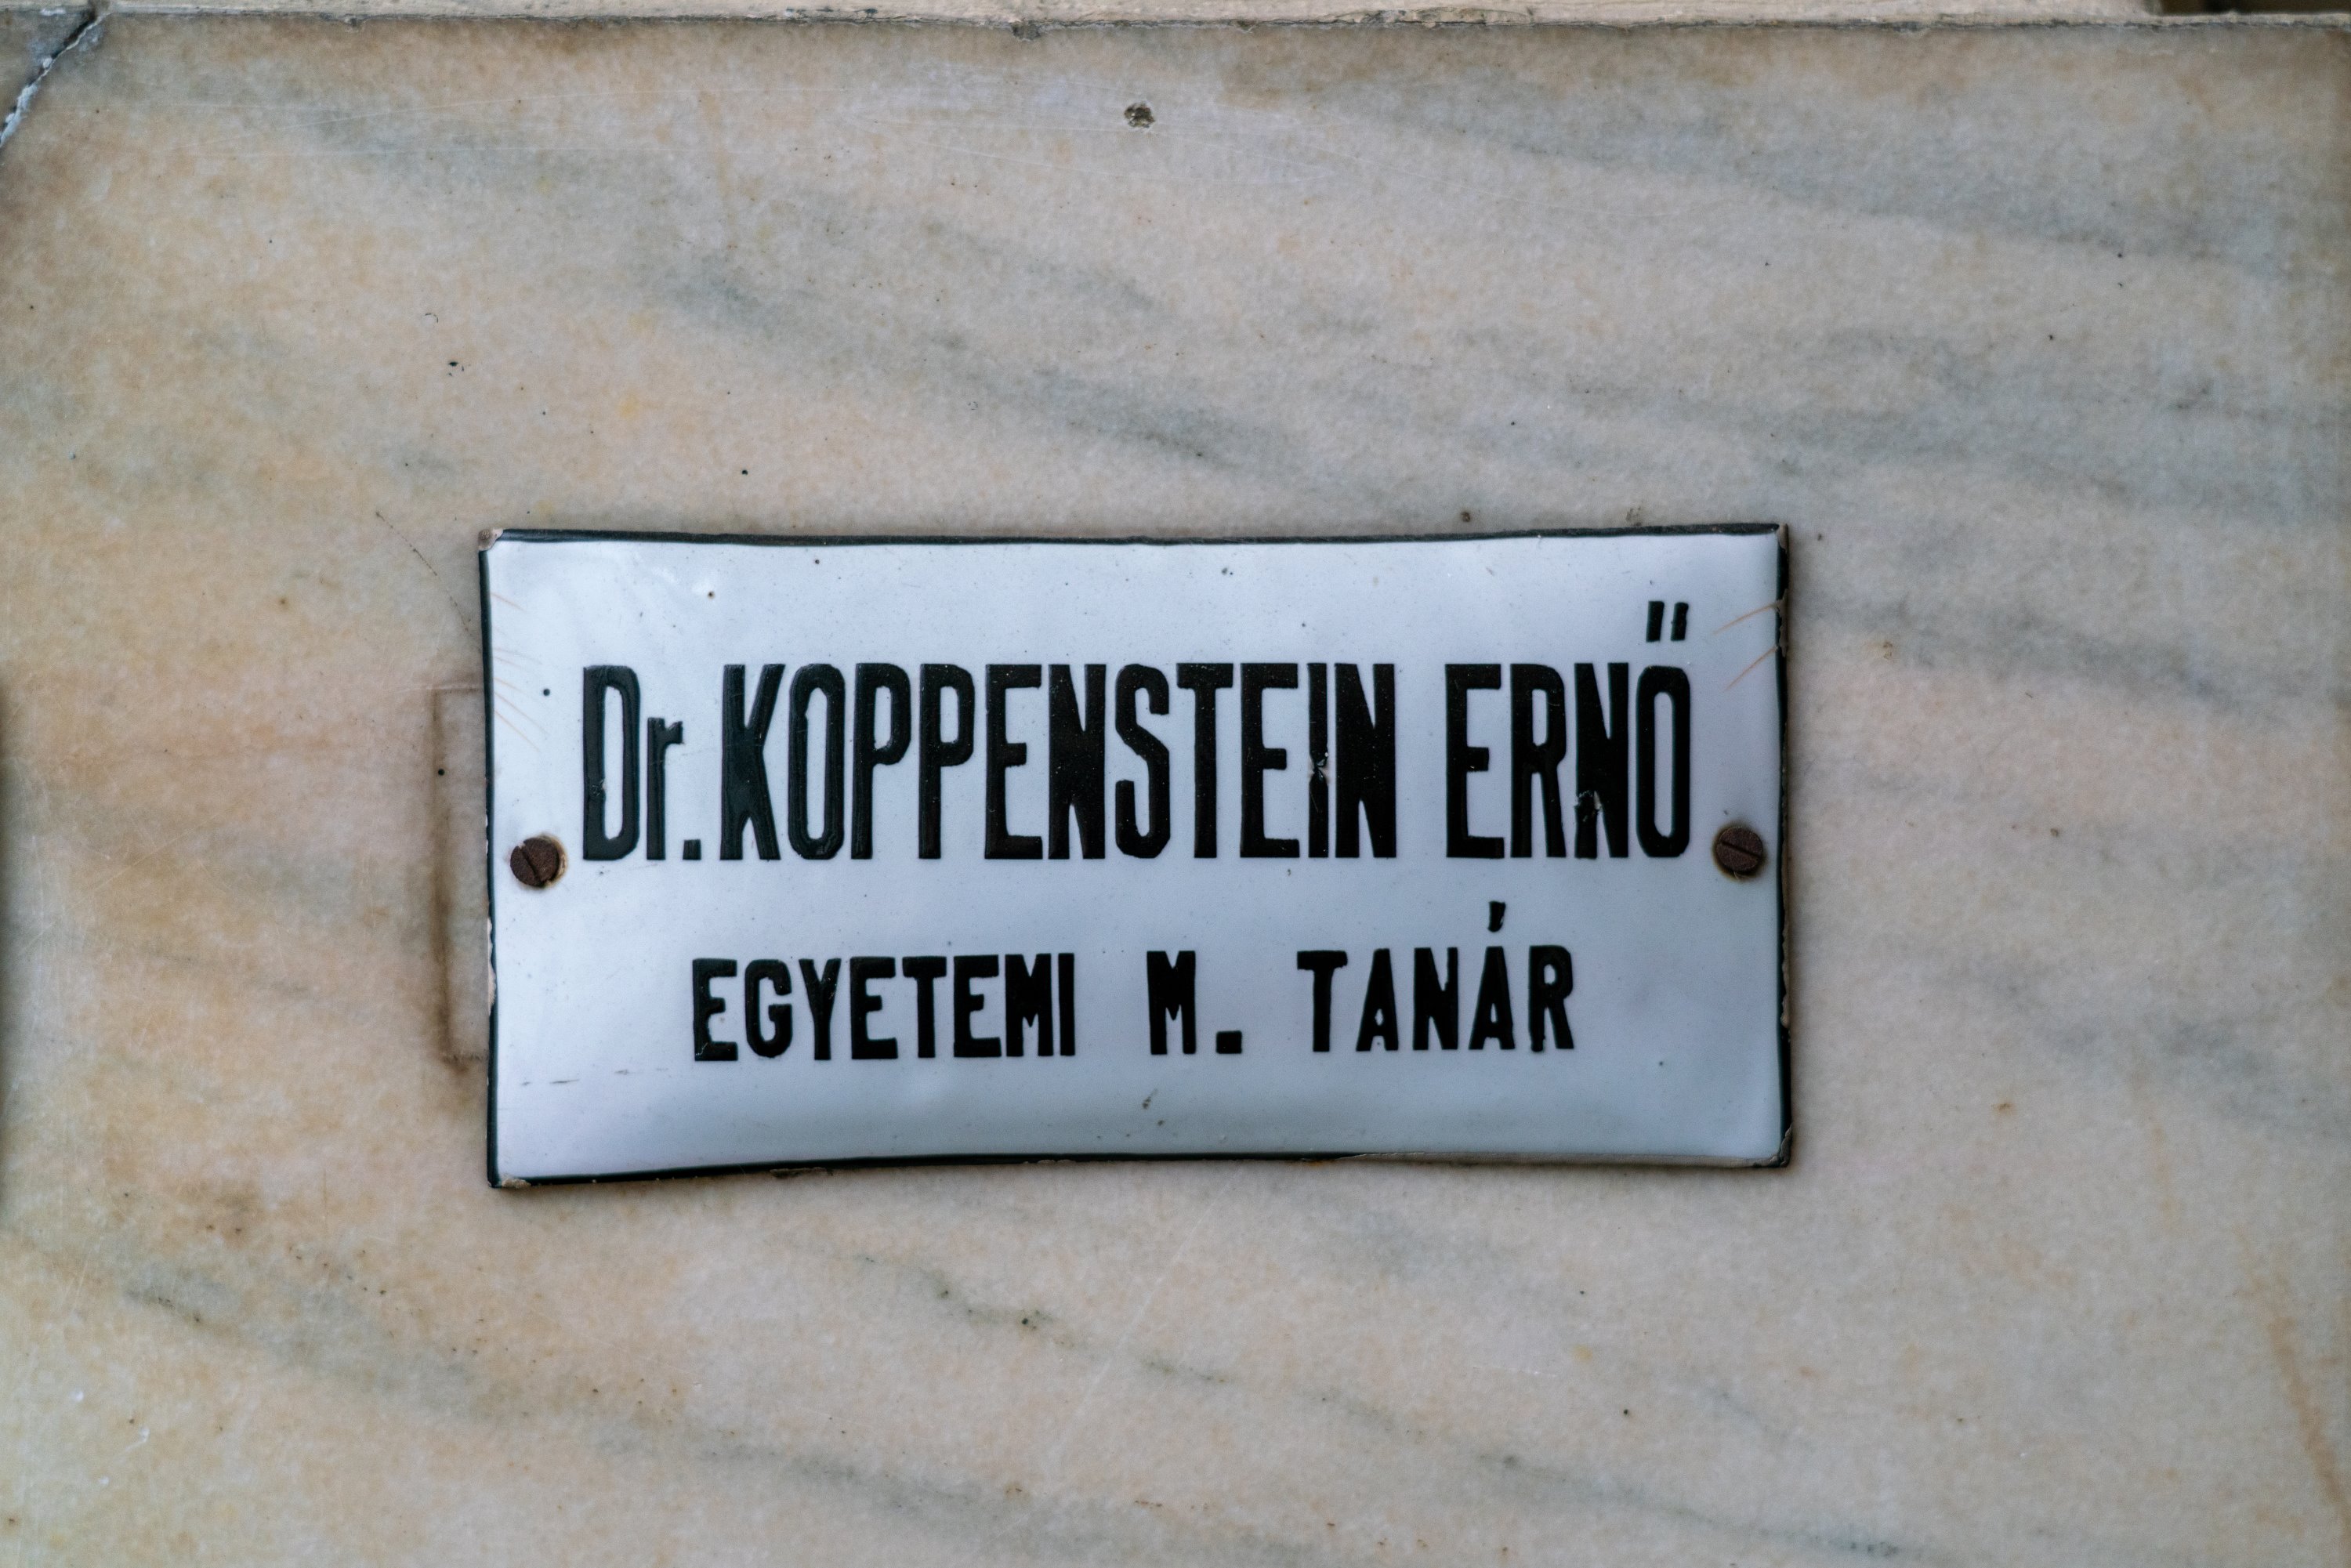 Dr. KOPPENSTEIN ERNŐ
EGYETEMI M. TANÁR